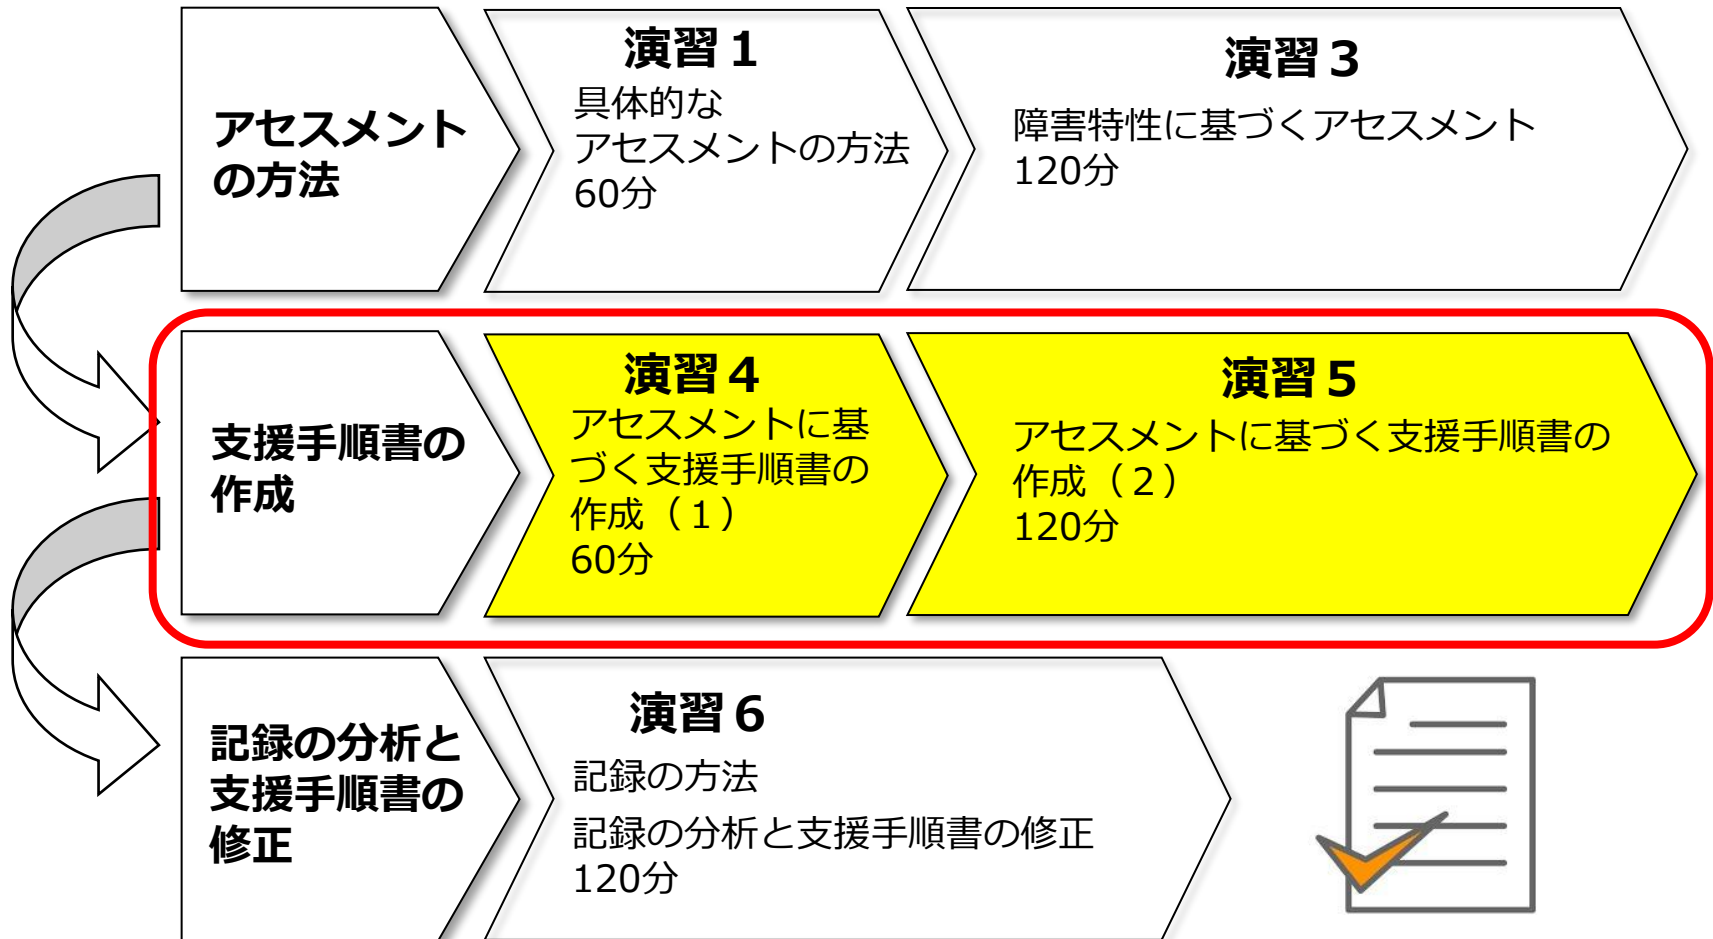 アセスメント
の方法
演習１
具体的な
アセスメントの方法
60分
演習３
障害特性に基づくアセスメント
120分
支援手順書の
作成
演習４
アセスメントに基
づく支援手順書の
作成（１）
60分
演習５
アセスメントに基づく支援手順書の
作成（２）
120分
記録の分析と
支援手順書の
修正
演習６
記録の方法
記録の分析と支援手順書の修正
120分